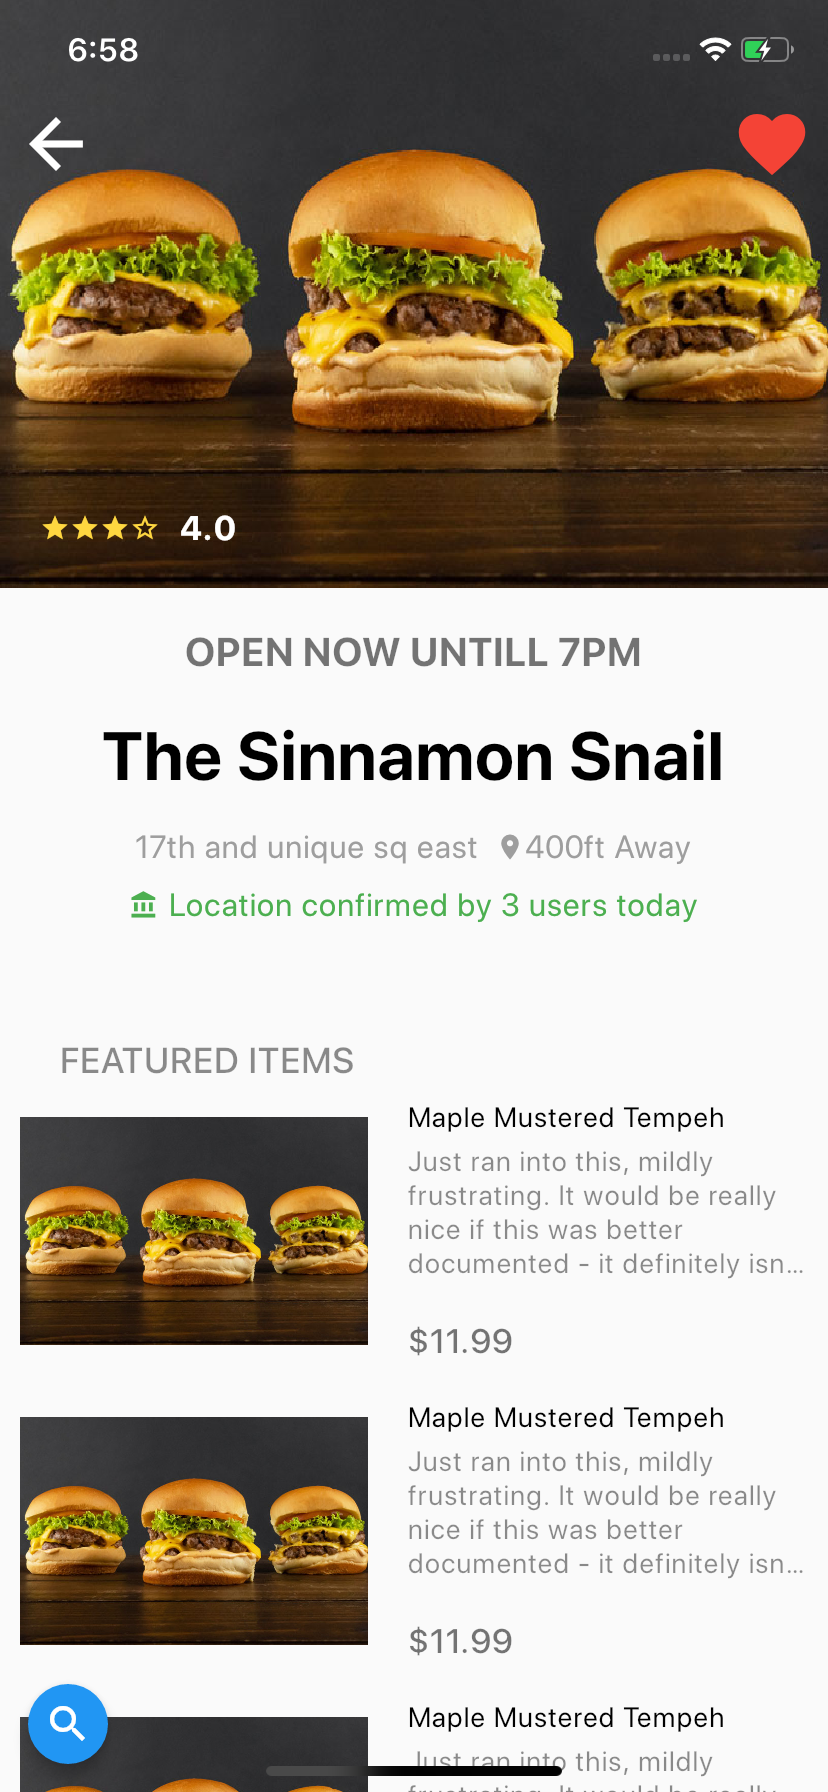 6:58
4.0
OPEN NOW UNTILL 7PM
The Sinnamon Snail
17th and unique sq east 400ft Away
Location confirmed by 3 users today
FEATURED ITEMS
Maple Mustered Tempeh
Just ran into this, mildly
frustrating. It would be really
nice if this was better
documented - it definitely isn...
$11.99
Maple Mustered Tempeh
Just ran into this, mildly
frustrating. It would be really
nice if this was better
documented - it definitely isn...
$11.99
Maple Mustered Tempeh
Just ran into this, mildly